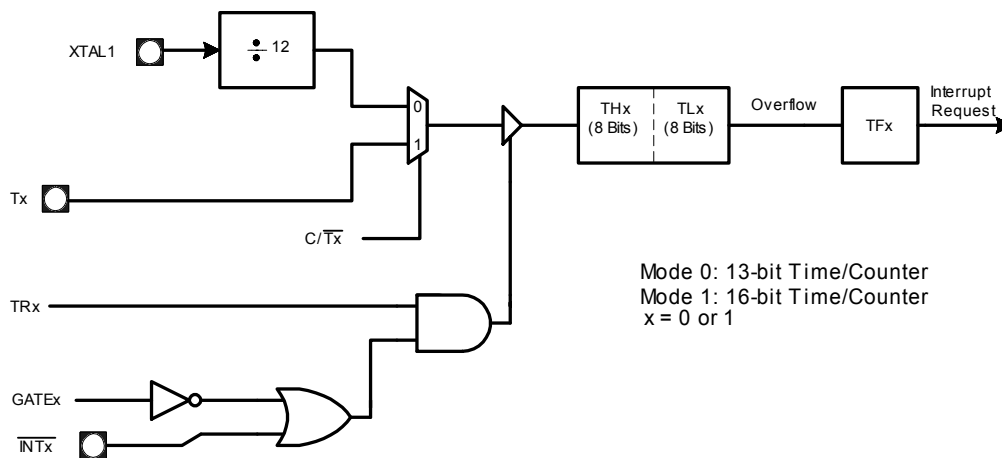 XTAL1
÷ 12
0
1
Tx
C/T̅x̅
THx
(8 Bits)
TLx
(8 Bits)
Overflow
TFx
Interrupt
Request
Mode 0: 13-bit Time/Counter
Mode 1: 16-bit Time/Counter
x = 0 or 1
TRx
GATEx
I̅N̅T̅x̅